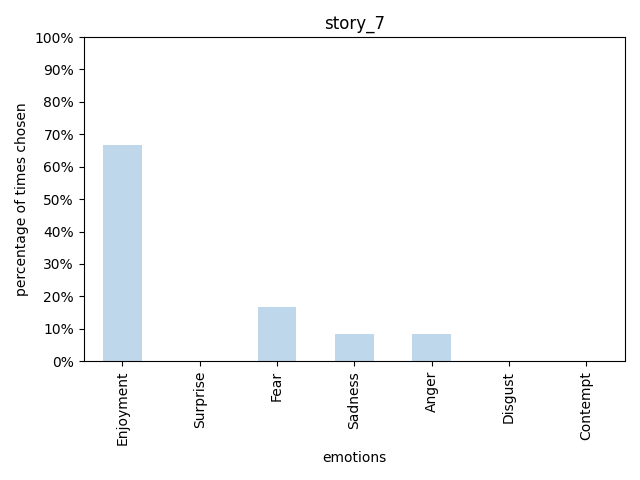 story_7
100%
90%
80%
70%
60%
50%
40%
30%
20%
10%
0%
percentage of times chosen
Enjoyment
Surprise
Fear
Sadness
Anger
Disgust
Contempt
emotions